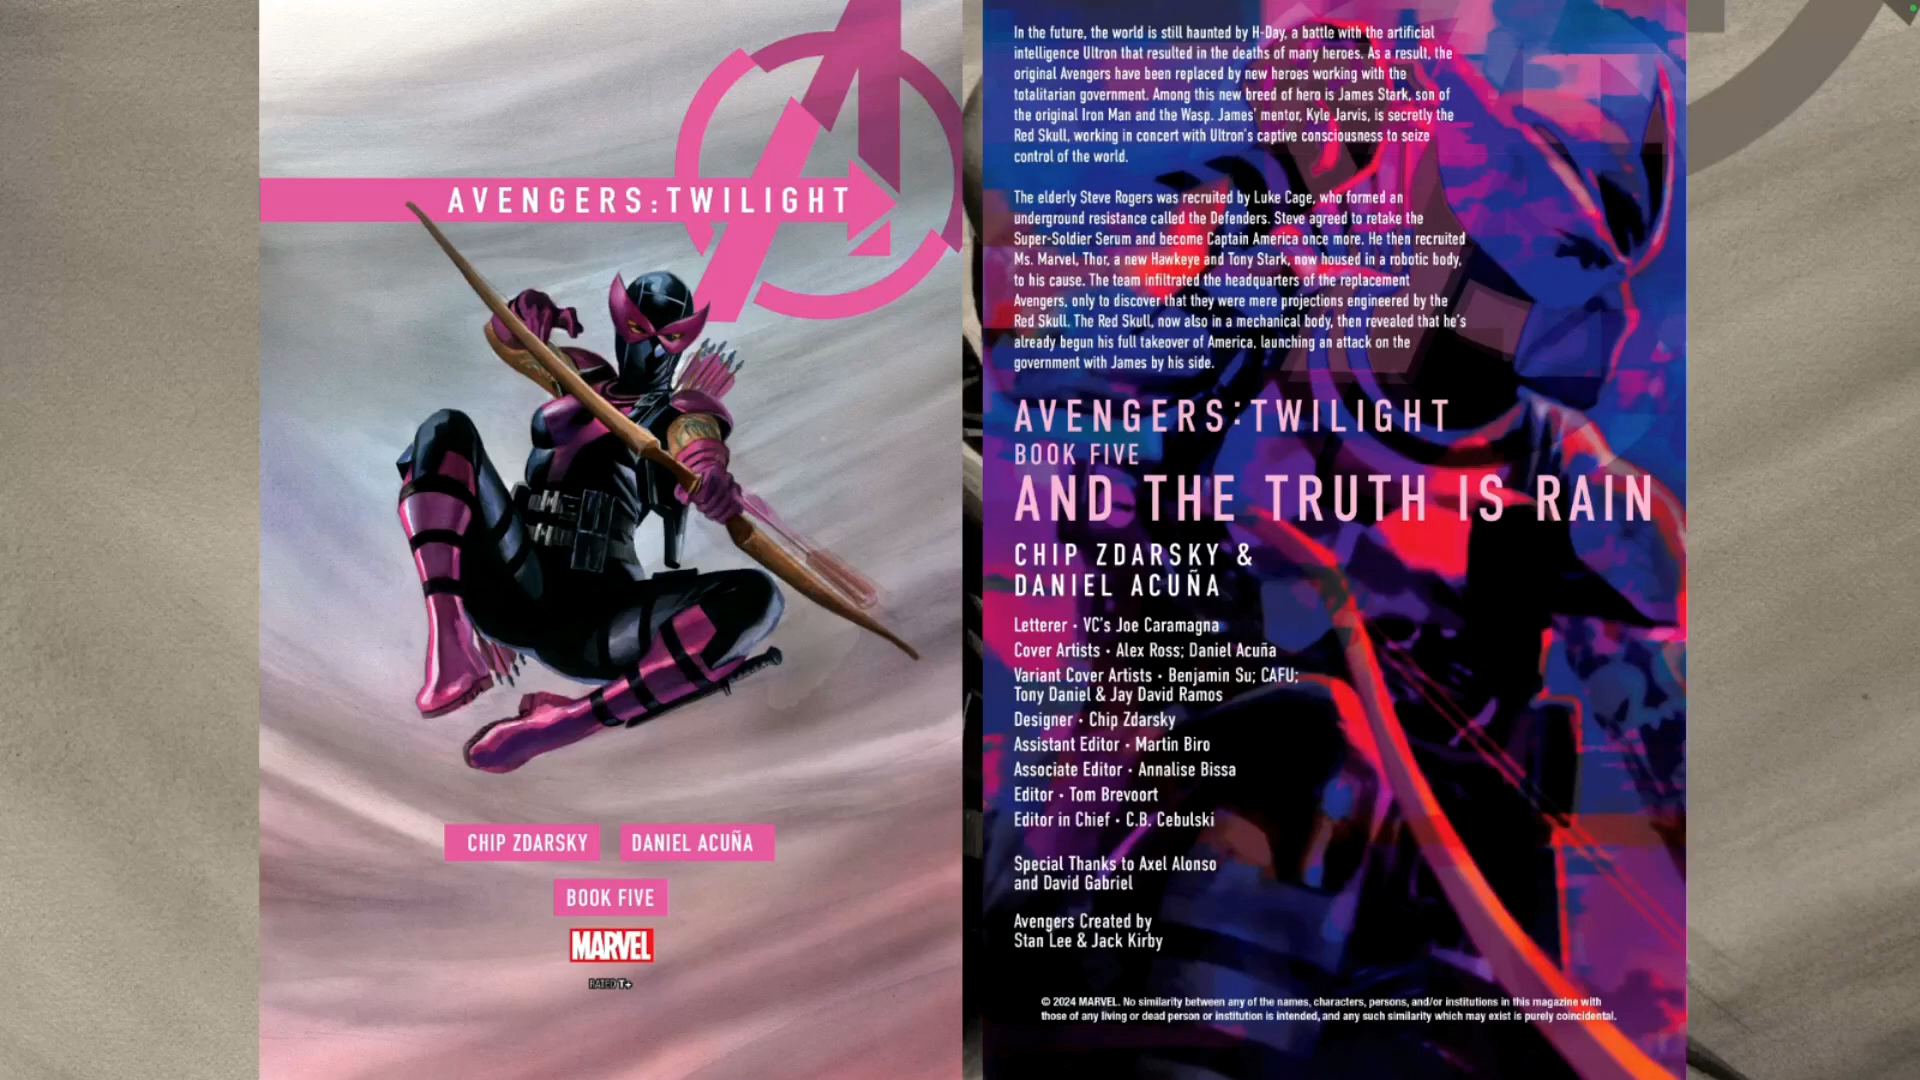 AVENGERS:TWILIGHT
CHIP ZDARSKY
DANIEL ACUÑA
BOOK FIVE
MARVEL
RATED T+
In the future, the world is still haunted by H-Day, a battle with the artificial
intelligence Ultron that resulted in the deaths of many heroes. As a result, the
original Avengers have been replaced by new heroes working with the
totalitarian government. Among this new breed of hero is James Stark, son of
the original Iron Man and the Wasp. James' mentor, Kyle Jarvis, is secretly the
Red Skull, working in concert with Ultron's captive consciousness to seize
control of the world.
The elderly Steve Rogers was recruited by Luke Cage, who formed an
underground resistance called the Defenders. Steve agreed to retake the
Super-Soldier Serum and become Captain America once more. He then recruited
Ms. Marvel, Thor, a new Hawkeye and Tony Stark, now housed in a robotic body,
to his cause. The team infiltrated the headquarters of the replacement
Avengers, only to discover that they were mere projections engineered by the
Red Skull. The Red Skull, now also in a mechanical body, then revealed that he's
already begun his full takeover of America, launching an attack on the
government with James by his side.
AVENGERS:TWILIGHT
BOOK FIVE
AND THE TRUTH IS RAIN
CHIP ZDARSKY &
DANIEL ACUÑA
Letterer • VC's Joe Caramagna
Cover Artists • Alex Ross; Daniel Acuña
Variant Cover Artists • Benjamin Su; CAFU;
Tony Daniel & Jay David Ramos
Designer • Chip Zdarsky
Assistant Editor • Martin Biro
Associate Editor • Annalise Bissa
Editor • Tom Brevoort
Editor in Chief • C.B. Cebulski
Special Thanks to Axel Alonso
and David Gabriel
Avengers Created by
Stan Lee & Jack Kirby
© 2024 MARVEL. No similarity between any of the names, characters, persons, and/or institutions in this magazine with
those of any living or dead person or institution is intended, and any such similarity which may exist is purely coincidental.